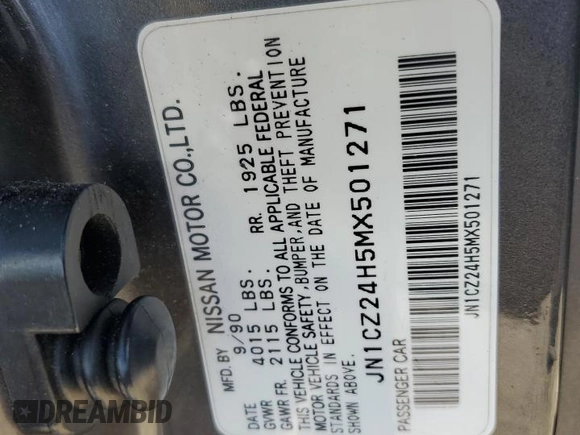 MFD. BY NISSAN MOTOR CO.,LTD.
DATE 9/90
GVWR 4015 LBS. RR. 1925 LBS.
GAWR FR. 2115 LBS.
THIS VEHICLE CONFORMS TO ALL APPLICABLE FEDERAL
MOTOR VEHICLE SAFETY,BUMPER,AND THEFT PREVENTION
STANDARDS IN EFFECT ON THE DATE OF MANUFACTURE
SHOWN ABOVE.
JN1CZ24H5MX501271
PASSENGER CAR
JN1CZ24H5MX501271
DREAMBID